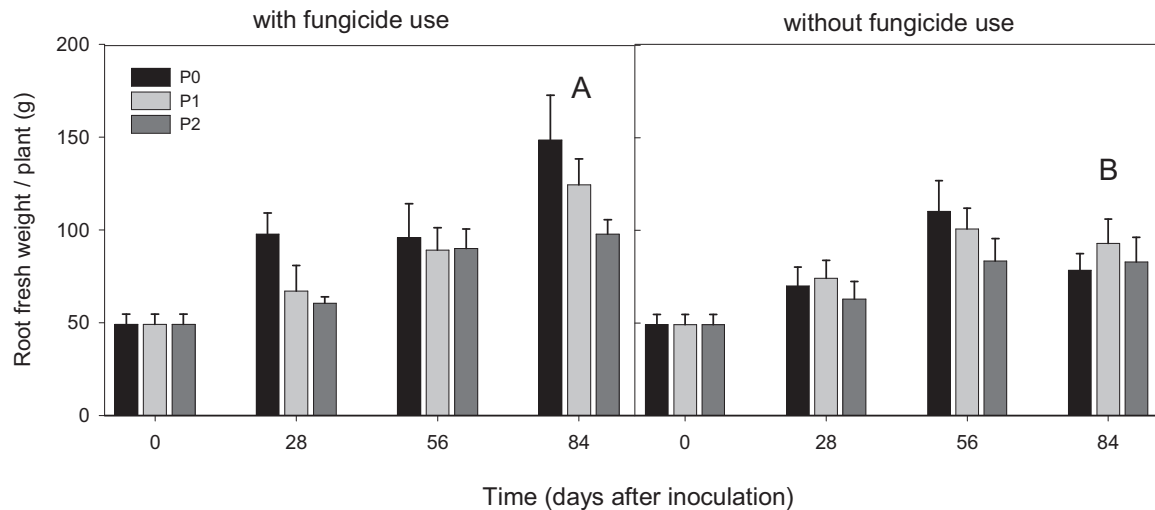 with fungicide use
without fungicide use
Root fresh weight / plant (g)
200
150
100
50
0
P0
P1
P2
A
B
0 28 56 84 0 28 56 84
Time (days after inoculation)